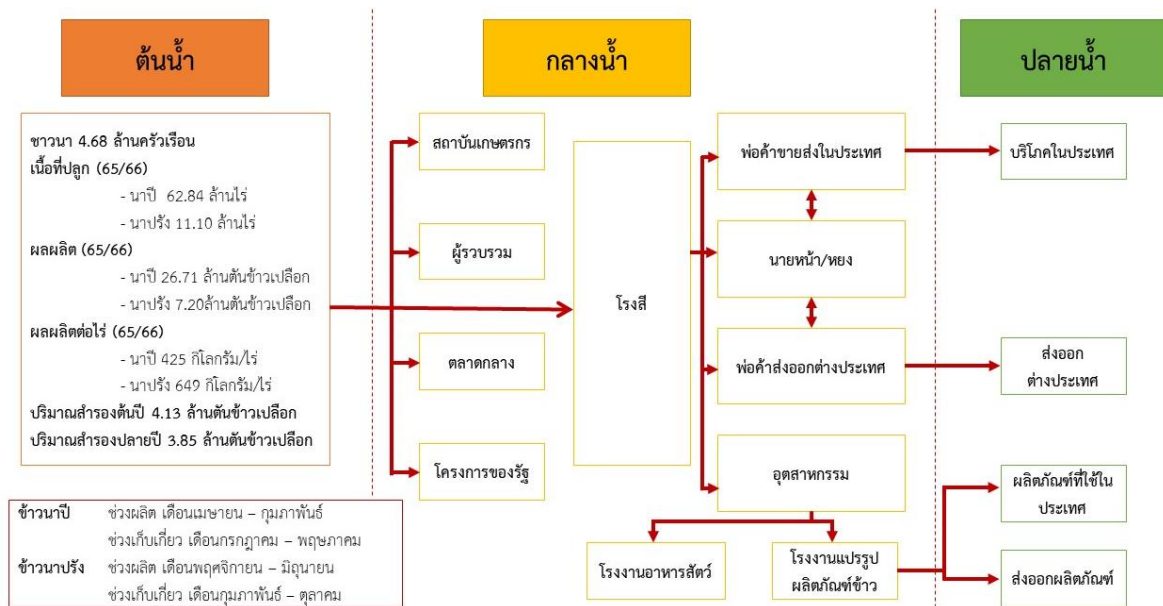 ต้นน้ำ
กลางน้ำ
ปลายน้ำ
ชาวนา 4.68 ล้านครัวเรือน
เนื้อที่ปลูก (65/66)
- นาปี 62.84 ล้านไร่
- นาปรัง 11.10 ล้านไร่
ผลผลิต (65/66)
- นาปี 26.71 ล้านตันข้าวเปลือก
- นาปรัง 7.20ล้านตันข้าวเปลือก
ผลผลิตต่อไร่ (65/66)
- นาปี 425 กิโลกรัม/ไร่
- นาปรัง 649 กิโลกรัม/ไร่
ปริมาณสำรองต้นปี 4.13 ล้านตันข้าวเปลือก
ปริมาณสำรองปลายปี 3.85 ล้านตันข้าวเปลือก
ข้าวนาปี ช่วงผลิต เดือนเมษายน – กุมภาพันธ์
ช่วงเก็บเกี่ยว เดือนกรกฎาคม – พฤษภาคม
ข้าวนาปรัง ช่วงผลิต เดือนพฤศจิกายน – มิถุนายน
ช่วงเก็บเกี่ยว เดือนกุมภาพันธ์ – ตุลาคม
สถาบันเกษตรกร
ผู้รวบรวม
ตลาดกลาง
โครงการของรัฐ
โรงสี
พ่อค้าขายส่งในประเทศ
นายหน้า/หยง
พ่อค้าส่งออกต่างประเทศ
อุตสาหกรรม
โรงงานอาหารสัตว์
โรงงานแปรรูป
ผลิตภัณฑ์ข้าว
บริโภคในประเทศ
ส่งออก
ต่างประเทศ
ผลิตภัณฑ์ที่ใช้ใน
ประเทศ
ส่งออกผลิตภัณฑ์